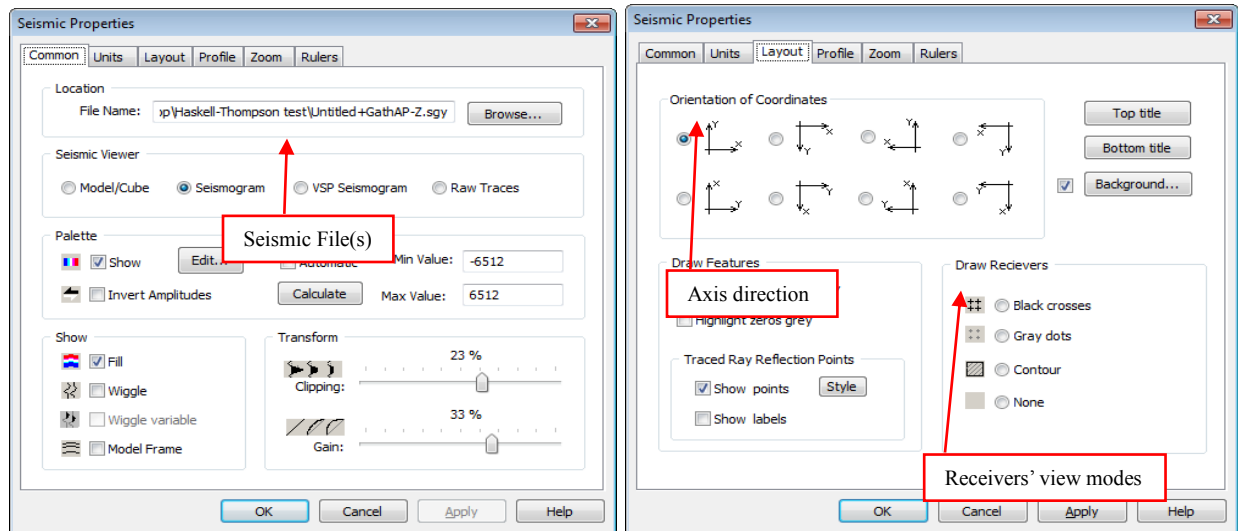 Seismic Properties
Common Units Layout Profile Zoom Rulers
Location
File Name: op\Haskell-Thompson test\Untitled+GathAP-Z.sgy Browse...
Seismic Viewer
Model/Cube Seismogram VSP Seismogram Raw Traces
Seismic File(s)
Palette
Show Edit... Automatic Min Value: -6512
Invert Amplitudes Calculate Max Value: 6512
Show
Fill
Wiggle
Wiggle variable
Model Frame
Transform
23 %
Clipping:
33 %
Gain:
OK Cancel Apply Help
Seismic Properties
Common Units Layout Profile Zoom Rulers
Orientation of Coordinates
Y X X Y Y X X Y
X Y Y X Y X Y X
Top title
Bottom title
Background...
Draw Features
Axis direction
Highlight zeros grey
Traced Ray Reflection Points
Show points Style
Show labels
Draw Recievers
Black crosses
Gray dots
Contour
None
Receivers’ view modes
OK Cancel Apply Help